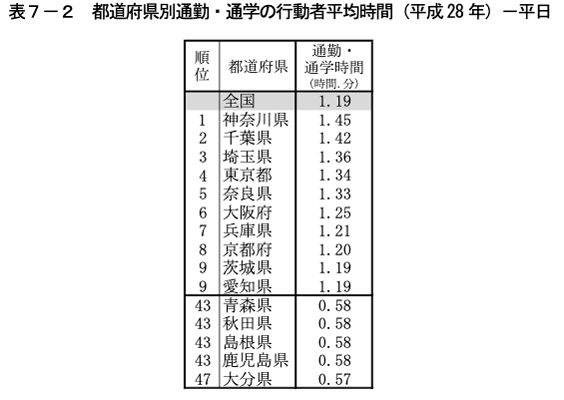 表７－２　都道府県別通勤・通学の行動者平均時間（平成28年）－平日
順位 都道府県 通勤・通学時間 (時間.分)
全国 1.19
1 神奈川県 1.45
2 千葉県 1.42
3 埼玉県 1.36
4 東京都 1.34
5 奈良県 1.33
6 大阪府 1.25
7 兵庫県 1.21
8 京都府 1.20
9 茨城県 1.19
9 愛知県 1.19
43 青森県 0.58
43 秋田県 0.58
43 島根県 0.58
43 鹿児島県 0.58
47 大分県 0.57